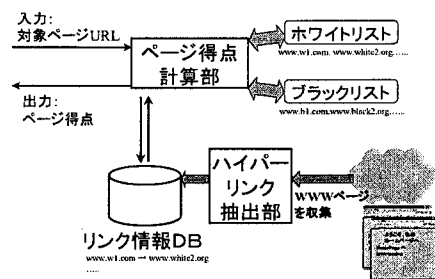 入力:
対象ページURL
ページ得点
計算部
ホワイトリスト
www.w1.com, www.white2.org……
出力:
ページ得点
ブラックリスト
www.b1.com,www.black2.org……
ハイパー
リンク
抽出部
WWWページ
を収集
リンク情報DB
www.w1.com → www.white2.org
……